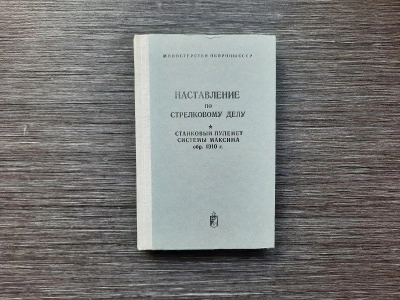 МИНИСТЕРСТВО ОБОРОНЫ СССР
НАСТАВЛЕНИЕ
ПО
СТРЕЛКОВОМУ ДЕЛУ
★
СТАНКОВЫЙ ПУЛЕМЕТ
СИСТЕМЫ МАКСИМА
обр. 1910 г.